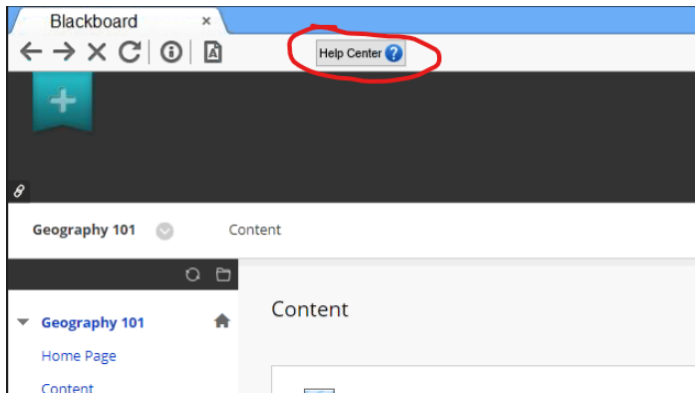 Blackboard
Help Center
Geography 101
Content
Geography 101
Content
Home Page
Content